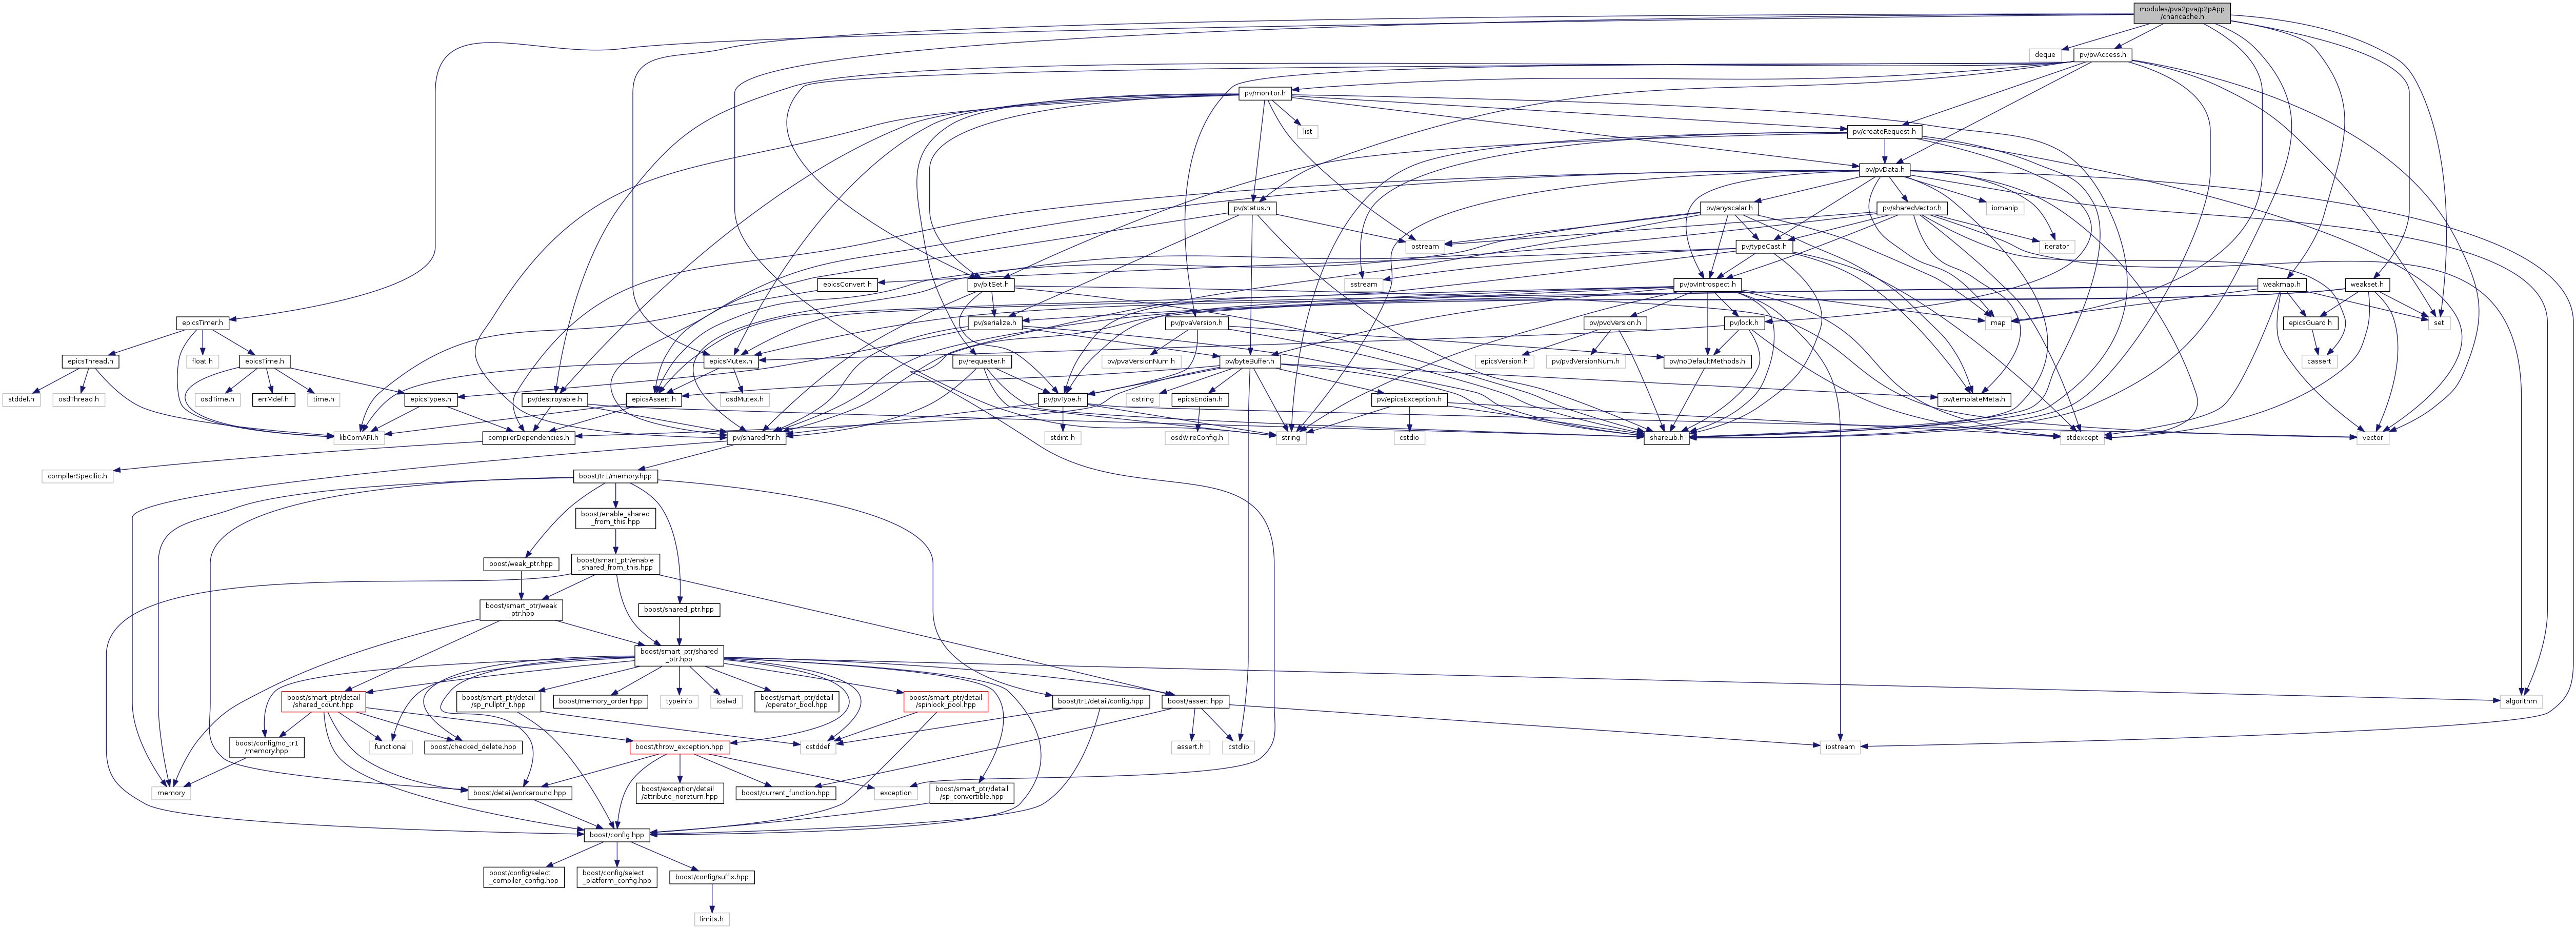 modules/pva2pva/p2pApp
/chancache.h
deque
pv/pvAccess.h
pv/monitor.h
list
pv/createRequest.h
pv/pvData.h
pv/status.h
pv/anyscalar.h
pv/sharedVector.h
iomanip
ostream
pv/typeCast.h
iterator
epicsConvert.h
pv/bitSet.h
sstream
pv/pvIntrospect.h
weakmap.h
weakset.h
epicsTimer.h
pv/serialize.h
pv/pvaVersion.h
pv/pvdVersion.h
pv/lock.h
map
epicsGuard.h
set
epicsThread.h
float.h
epicsTime.h
epicsMutex.h
pv/requester.h
pv/pvaVersionNum.h
pv/byteBuffer.h
epicsVersion.h
pv/pvdVersionNum.h
pv/noDefaultMethods.h
cassert
stddef.h
osdThread.h
osdTime.h
errMdef.h
time.h
epicsTypes.h
pv/destroyable.h
epicsAssert.h
osdMutex.h
pv/pvType.h
cstring
epicsEndian.h
pv/epicsException.h
pv/templateMeta.h
libComAPI.h
compilerDependencies.h
pv/sharedPtr.h
stdint.h
osdWireConfig.h
string
cstdio
shareLib.h
stdexcept
vector
compilerSpecific.h
boost/tr1/memory.hpp
boost/enable_shared
_from_this.hpp
boost/weak_ptr.hpp
boost/smart_ptr/enable
_shared_from_this.hpp
boost/smart_ptr/weak
_ptr.hpp
boost/shared_ptr.hpp
boost/smart_ptr/shared
_ptr.hpp
boost/smart_ptr/detail
/shared_count.hpp
boost/smart_ptr/detail
/sp_nullptr_t.hpp
boost/memory_order.hpp
typeinfo
iosfwd
boost/smart_ptr/detail
/operator_bool.hpp
boost/smart_ptr/detail
/spinlock_pool.hpp
boost/tr1/detail/config.hpp
boost/assert.hpp
algorithm
boost/config/no_tr1
/memory.hpp
functional
boost/checked_delete.hpp
boost/throw_exception.hpp
cstddef
assert.h
cstdlib
iostream
memory
boost/detail/workaround.hpp
boost/exception/detail
/attribute_noreturn.hpp
boost/current_function.hpp
exception
boost/smart_ptr/detail
/sp_convertible.hpp
boost/config.hpp
boost/config/select
_compiler_config.hpp
boost/config/select
_platform_config.hpp
boost/config/suffix.hpp
limits.h